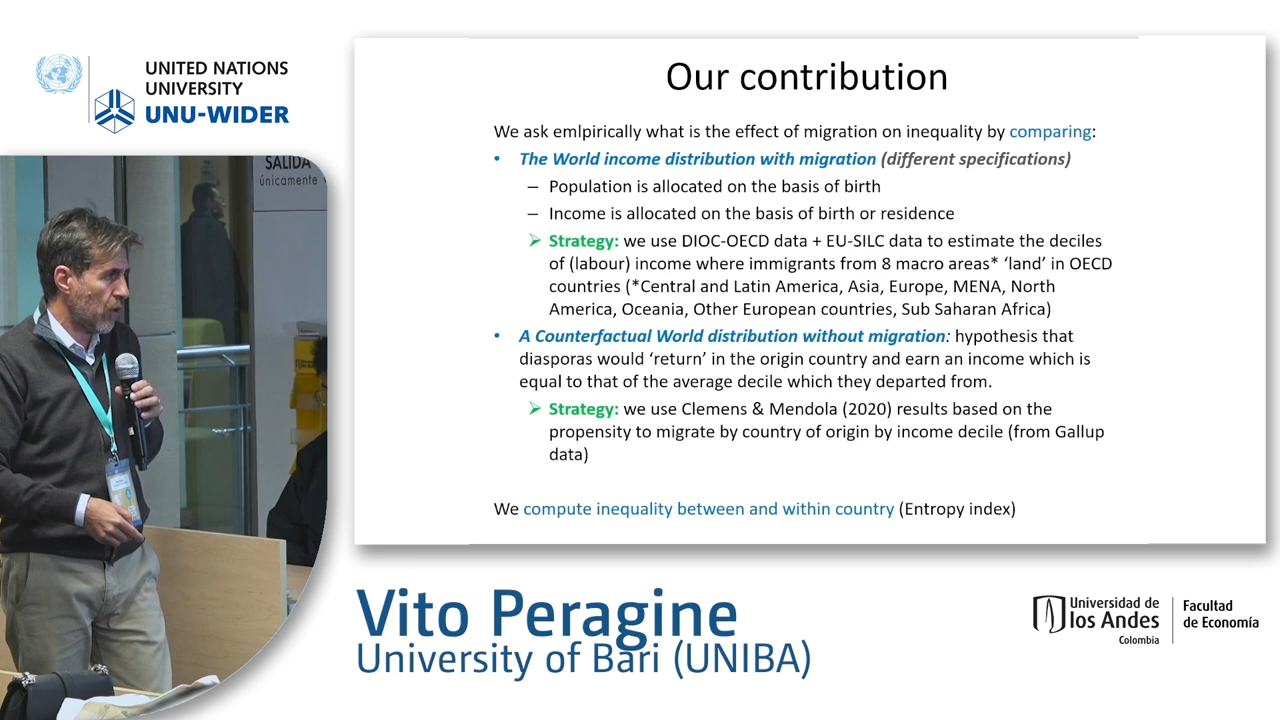 UNITED NATIONS
UNIVERSITY
UNU-WIDER
SALIDA
únicamente
Our contribution
We ask emlpirically what is the effect of migration on inequality by comparing:
• The World income distribution with migration (different specifications)
– Population is allocated on the basis of birth
– Income is allocated on the basis of birth or residence
➢ Strategy: we use DIOC-OECD data + EU-SILC data to estimate the deciles
of (labour) income where immigrants from 8 macro areas* ‘land’ in OECD
countries (*Central and Latin America, Asia, Europe, MENA, North
America, Oceania, Other European countries, Sub Saharan Africa)
• A Counterfactual World distribution without migration: hypothesis that
diasporas would ‘return’ in the origin country and earn an income which is
equal to that of the average decile which they departed from.
➢ Strategy: we use Clemens & Mendola (2020) results based on the
propensity to migrate by country of origin by income decile (from Gallup
data)
We compute inequality between and within country (Entropy index)
Vito Peragine
University of Bari (UNIBA)
Universidad de
los Andes
Colombia
Facultad
de Economía